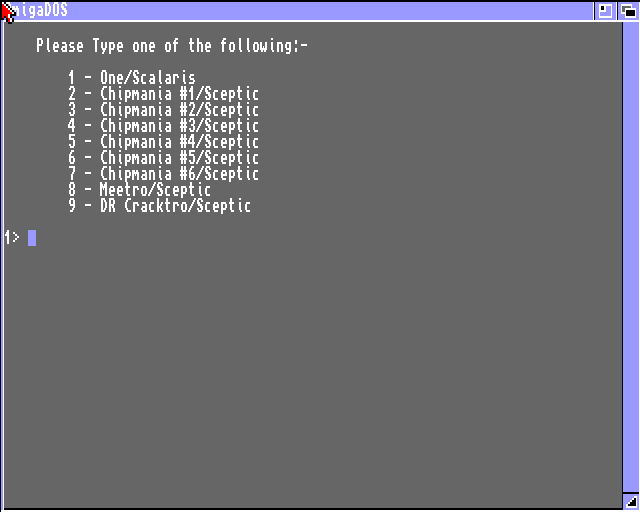 migaDOS
Please Type one of the following:-
1 - One/Scalaris
2 - Chipmania #1/Sceptic
3 - Chipmania #2/Sceptic
4 - Chipmania #3/Sceptic
5 - Chipmania #4/Sceptic
6 - Chipmania #5/Sceptic
7 - Chipmania #6/Sceptic
8 - Meetro/Sceptic
9 - DR Cracktro/Sceptic
1>